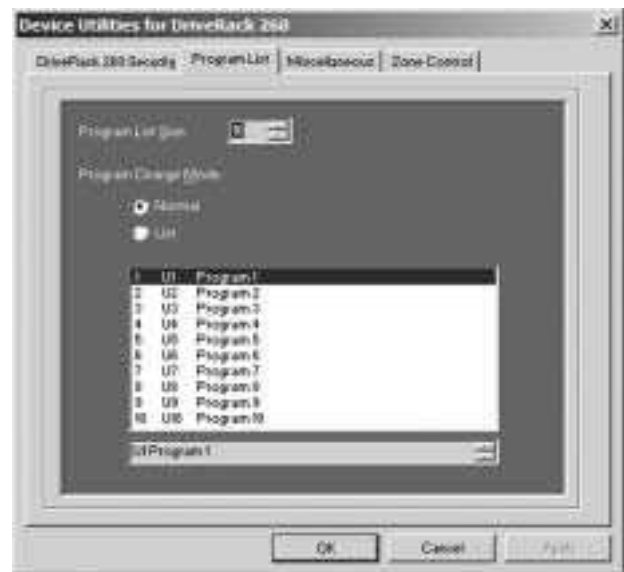 Device Utilities for DriveRack 260
DriveRack 260 Security Program List Miscellaneous Zone Control
Program List Size
Program Change Mode
Normal
List
1 U1 Program 1
2 U2 Program 2
3 U3 Program 3
4 U4 Program 4
5 U5 Program 5
6 U6 Program 6
7 U7 Program 7
8 U8 Program 8
9 U9 Program 9
10 U10 Program 10
U1 Program 1
OK Cancel Apply